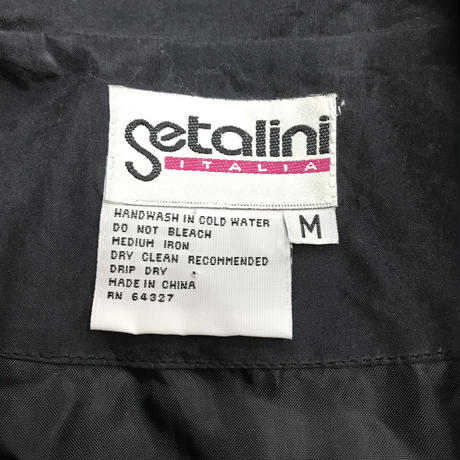 Setalini
ITALIA
HANDWASH IN COLD WATER
DO NOT BLEACH
MEDIUM IRON
DRY CLEAN RECOMMENDED
DRIP DRY
MADE IN CHINA
RN 64327
M